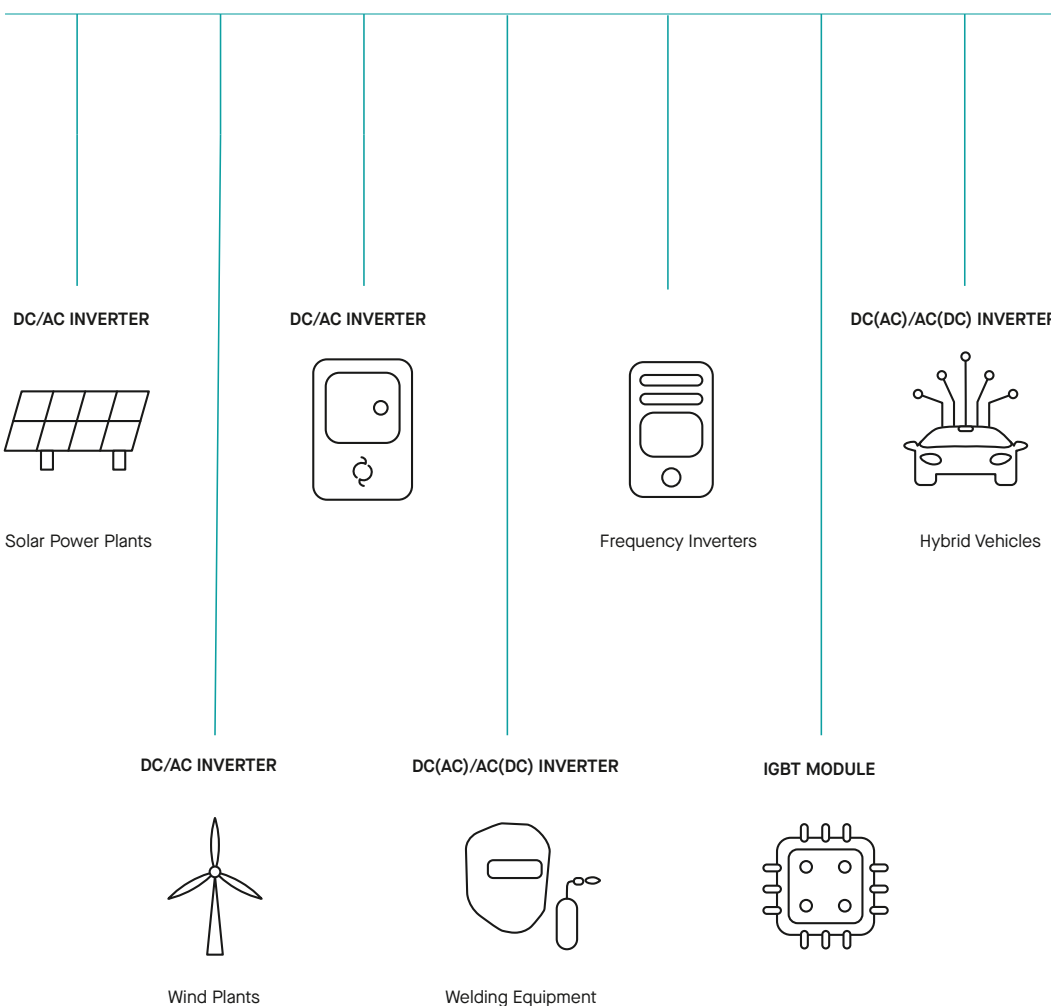 DC/AC INVERTER
DC/AC INVERTER
DC(AC)/AC(DC) INVERTER
Solar Power Plants
Frequency Inverters
Hybrid Vehicles
DC/AC INVERTER
DC(AC)/AC(DC) INVERTER
IGBT MODULE
Wind Plants
Welding Equipment